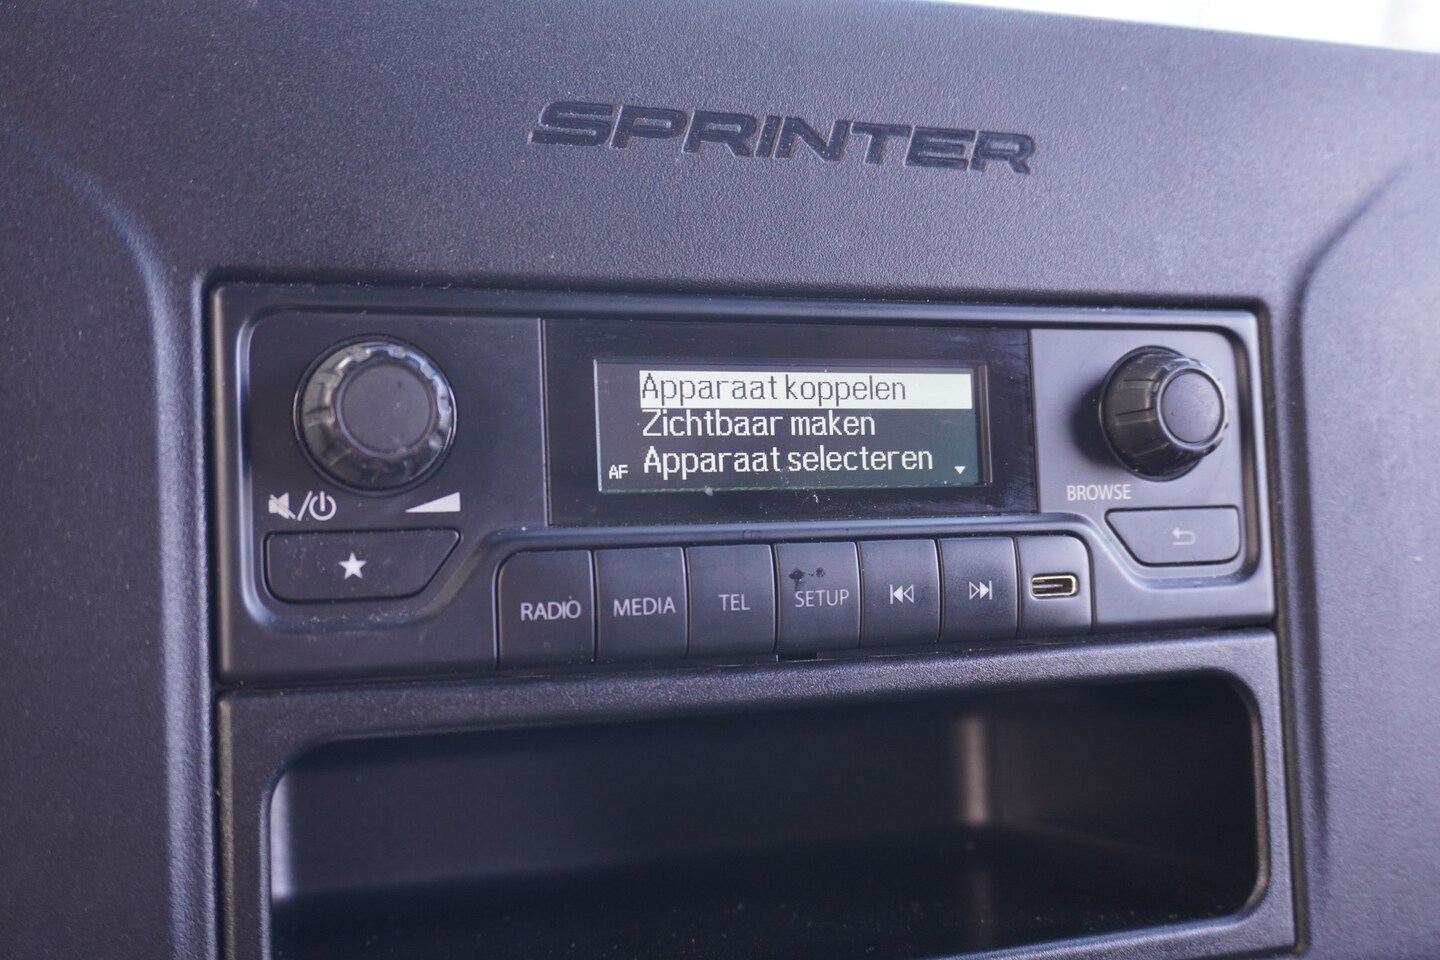 SPRINTER
Apparaat koppelen
Zichtbaar maken
AF Apparaat selecteren
BROWSE
RADIO MEDIA TEL SETUP